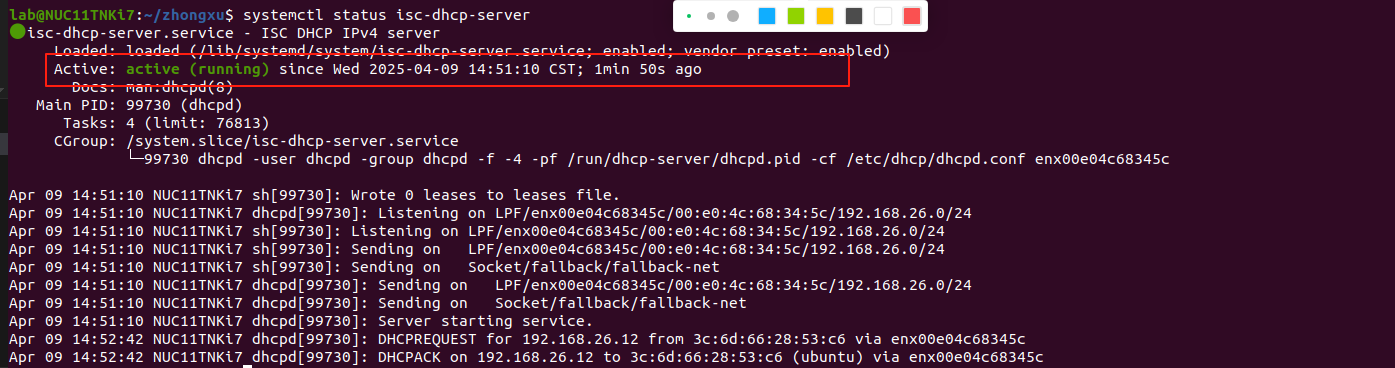 lab@NUC11TNKi7:~/zhongxu$ systemctl status isc-dhcp-server
isc-dhcp-server.service - ISC DHCP IPv4 server
Loaded: loaded (/lib/systemd/system/isc-dhcp-server.service; enabled; vendor preset: enabled)
Active: active (running) since Wed 2025-04-09 14:51:10 CST; 1min 50s ago
Docs: man:dhcpd(8)
Main PID: 99730 (dhcpd)
Tasks: 4 (limit: 76813)
CGroup: /system.slice/isc-dhcp-server.service
└─99730 dhcpd -user dhcpd -group dhcpd -f -4 -pf /run/dhcp-server/dhcpd.pid -cf /etc/dhcp/dhcpd.conf enx00e04c68345c
Apr 09 14:51:10 NUC11TNKi7 sh[99730]: Wrote 0 leases to leases file.
Apr 09 14:51:10 NUC11TNKi7 dhcpd[99730]: Listening on LPF/enx00e04c68345c/00:e0:4c:68:34:5c/192.168.26.0/24
Apr 09 14:51:10 NUC11TNKi7 sh[99730]: Listening on LPF/enx00e04c68345c/00:e0:4c:68:34:5c/192.168.26.0/24
Apr 09 14:51:10 NUC11TNKi7 sh[99730]: Sending on   LPF/enx00e04c68345c/00:e0:4c:68:34:5c/192.168.26.0/24
Apr 09 14:51:10 NUC11TNKi7 sh[99730]: Sending on   Socket/fallback/fallback-net
Apr 09 14:51:10 NUC11TNKi7 dhcpd[99730]: Sending on   LPF/enx00e04c68345c/00:e0:4c:68:34:5c/192.168.26.0/24
Apr 09 14:51:10 NUC11TNKi7 dhcpd[99730]: Sending on   Socket/fallback/fallback-net
Apr 09 14:51:10 NUC11TNKi7 dhcpd[99730]: Server starting service.
Apr 09 14:52:42 NUC11TNKi7 dhcpd[99730]: DHCPREQUEST for 192.168.26.12 from 3c:6d:66:28:53:c6 via enx00e04c68345c
Apr 09 14:52:42 NUC11TNKi7 dhcpd[99730]: DHCPACK on 192.168.26.12 to 3c:6d:66:28:53:c6 (ubuntu) via enx00e04c68345c